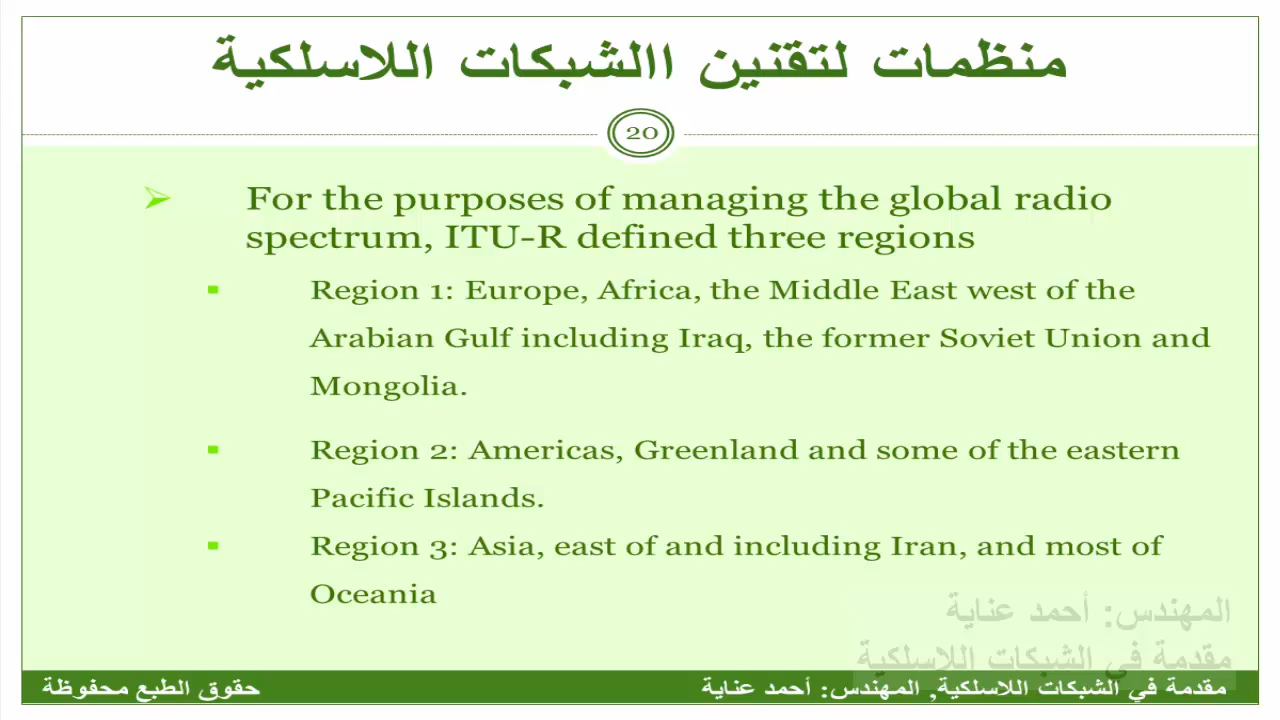 منظمات لتقنين االشبكات اللاسلكية
20
➢ For the purposes of managing the global radio
spectrum, ITU-R defined three regions
▪ Region 1: Europe, Africa, the Middle East west of the
Arabian Gulf including Iraq, the former Soviet Union and
Mongolia.
▪ Region 2: Americas, Greenland and some of the eastern
Pacific Islands.
▪ Region 3: Asia, east of and including Iran, and most of
Oceania
المهندس: أحمد عناية
مقدمة في الشبكات اللاسلكية
مقدمة في الشبكات اللاسلكية, المهندس: أحمد عناية
حقوق الطبع محفوظة